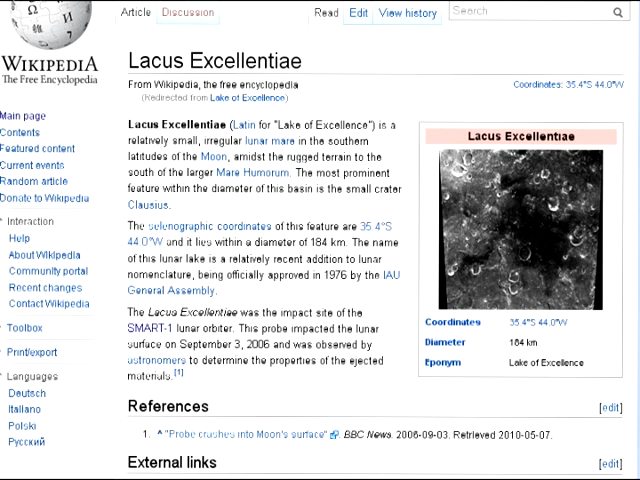 Article Discussion Read Edit View history Search
WIKIPEDIA
The Free Encyclopedia
Main page
Contents
Featured content
Current events
Random article
Donate to Wikipedia
Interaction
Help
About Wikipedia
Community portal
Recent changes
Contact Wikipedia
Toolbox
Print/export
Languages
Deutsch
Italiano
Polski
Русский
Lacus Excellentiae
From Wikipedia, the free encyclopedia
Coordinates: 35.4°S 44.0°W
(Redirected from Lake of Excellence)
Lacus Excellentiae (Latin for "Lake of Excellence") is a
relatively small, irregular lunar mare in the southern
latitudes of the Moon, amidst the rugged terrain to the
south of the larger Mare Humorum. The most prominent
feature within the diameter of this basin is the small crater
Clausius.
The selenographic coordinates of this feature are 35.4°S
44.0°W and it lies within a diameter of 184 km. The name
of this lunar lake is a relatively recent addition to lunar
nomenclature, being officially approved in 1976 by the IAU
General Assembly.
The Lacus Excellentiae was the impact site of the
SMART-1 lunar orbiter. This probe impacted the lunar
surface on September 3, 2006 and was observed by
astronomers to determine the properties of the ejected
materials.[1]
Lacus Excellentiae
Coordinates 35.4°S 44.0°W
Diameter 184 km
Eponym Lake of Excellence
References [edit]
1. ^ "Probe crashes into Moon's surface". BBC News. 2006-09-03. Retrieved 2010-05-07.
External links [edit]